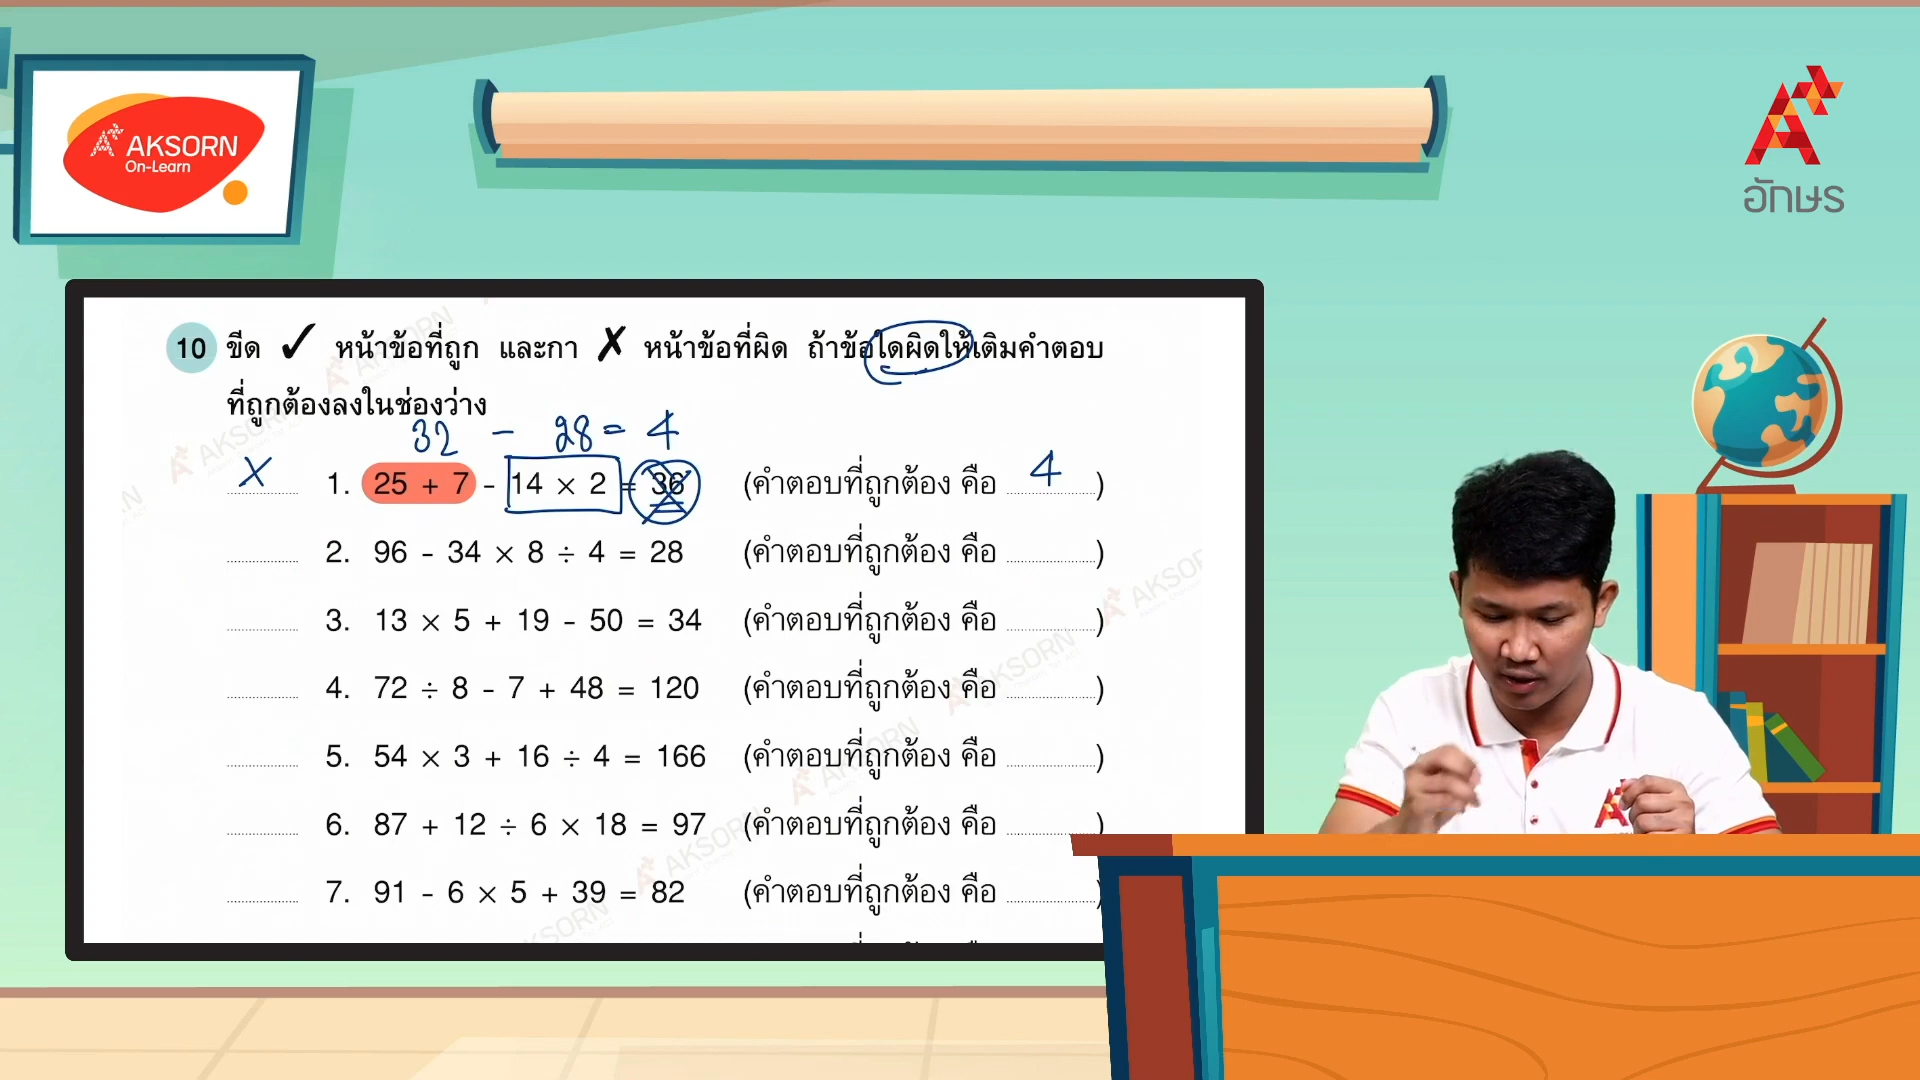 AKSORN
On-Learn
อักษร
10 ขีด ✓ หน้าข้อที่ถูก และกา ✗ หน้าข้อที่ผิด ถ้าข้อใดผิดให้เติมคำตอบ
ที่ถูกต้องลงในช่องว่าง
32 - 28 = 4
X 1. 25 + 7 - 14 × 2 = 36 (คำตอบที่ถูกต้อง คือ 4)
2. 96 - 34 × 8 ÷ 4 = 28 (คำตอบที่ถูกต้อง คือ ........)
3. 13 × 5 + 19 - 50 = 34 (คำตอบที่ถูกต้อง คือ ........)
4. 72 ÷ 8 - 7 + 48 = 120 (คำตอบที่ถูกต้อง คือ ........)
5. 54 × 3 + 16 ÷ 4 = 166 (คำตอบที่ถูกต้อง คือ ........)
6. 87 + 12 ÷ 6 × 18 = 97 (คำตอบที่ถูกต้อง คือ ........)
7. 91 - 6 × 5 + 39 = 82 (คำตอบที่ถูกต้อง คือ ........)